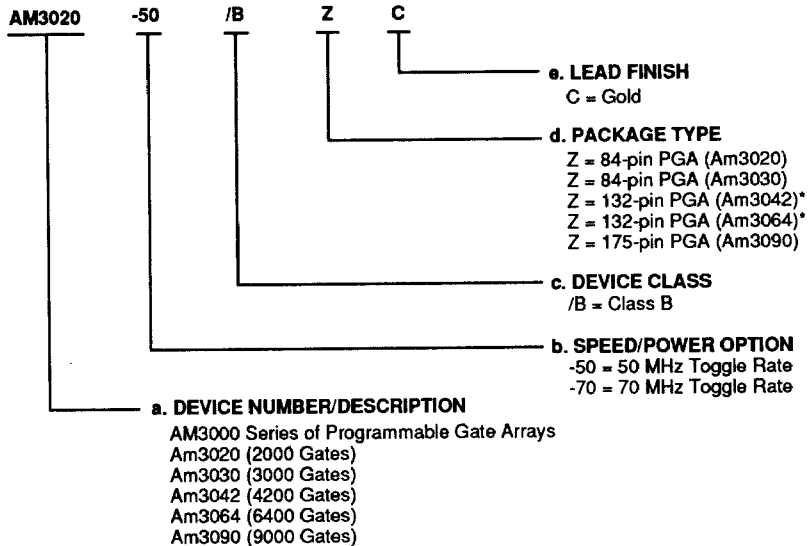 AM3020 -50 /B Z C
e. LEAD FINISH
C = Gold
d. PACKAGE TYPE
Z = 84-pin PGA (Am3020)
Z = 84-pin PGA (Am3030)
Z = 132-pin PGA (Am3042)*
Z = 132-pin PGA (Am3064)*
Z = 175-pin PGA (Am3090)
c. DEVICE CLASS
/B = Class B
b. SPEED/POWER OPTION
-50 = 50 MHz Toggle Rate
-70 = 70 MHz Toggle Rate
a. DEVICE NUMBER/DESCRIPTION
AM3000 Series of Programmable Gate Arrays
Am3020 (2000 Gates)
Am3030 (3000 Gates)
Am3042 (4200 Gates)
Am3064 (6400 Gates)
Am3090 (9000 Gates)